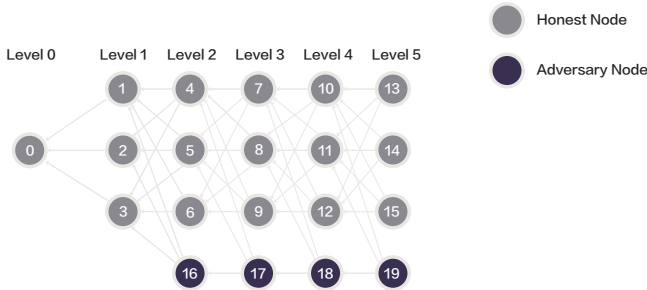 Honest Node
Adversary Node
Level 0 Level 1 Level 2 Level 3 Level 4 Level 5
1 4 7 10 13
0 2 5 8 11 14
3 6 9 12 15
16 17 18 19